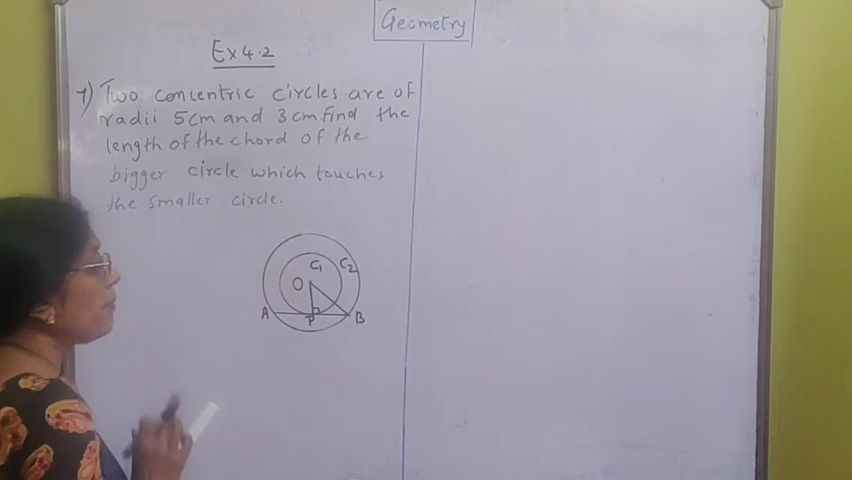 Geometry
Ex 4.2
7) Two concentric circles are of
radii 5cm and 3cm. Find the
length of the chord of the
bigger circle which touches
the smaller circle.
C1 C2
O
A P B